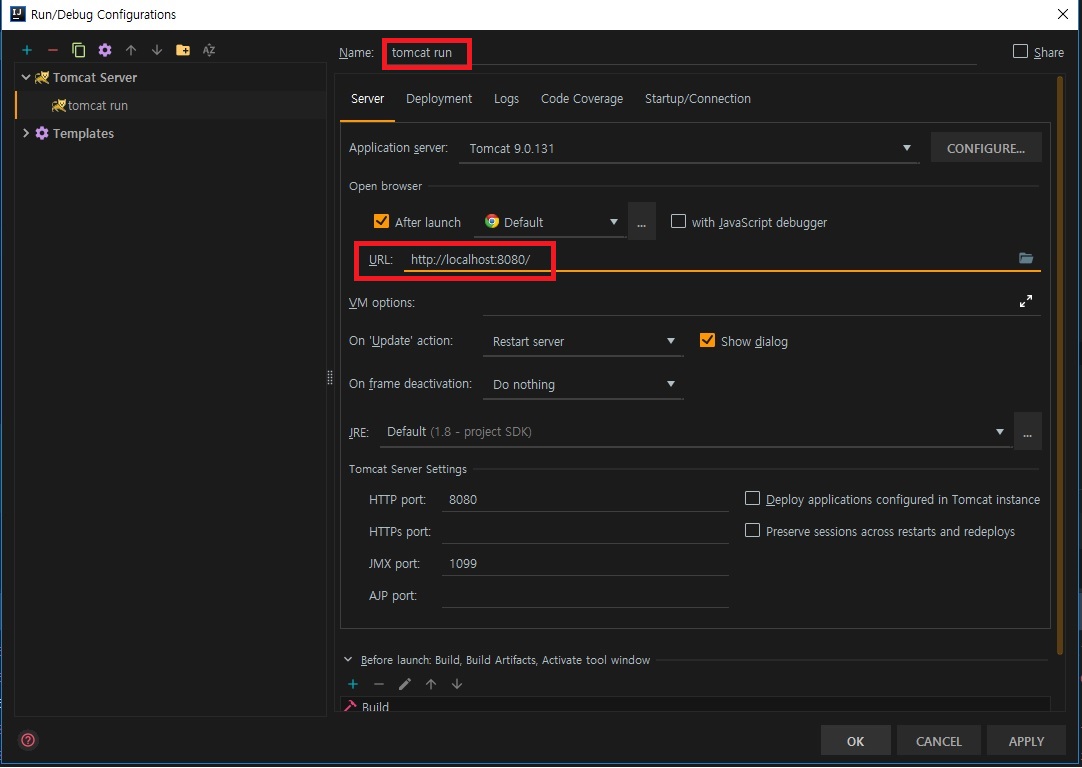 Run/Debug Configurations
Name: tomcat run
Share
Tomcat Server
tomcat run
Templates
Server Deployment Logs Code Coverage Startup/Connection
Application server: Tomcat 9.0.131 CONFIGURE...
Open browser
After launch Default ... with JavaScript debugger
URL: http://localhost:8080/
VM options:
On 'Update' action: Restart server Show dialog
On frame deactivation: Do nothing
JRE: Default (1.8 - project SDK) ...
Tomcat Server Settings
HTTP port: 8080 Deploy applications configured in Tomcat instance
HTTPs port: Preserve sessions across restarts and redeploys
JMX port: 1099
AJP port:
Before launch: Build, Build Artifacts, Activate tool window
Build
OK CANCEL APPLY